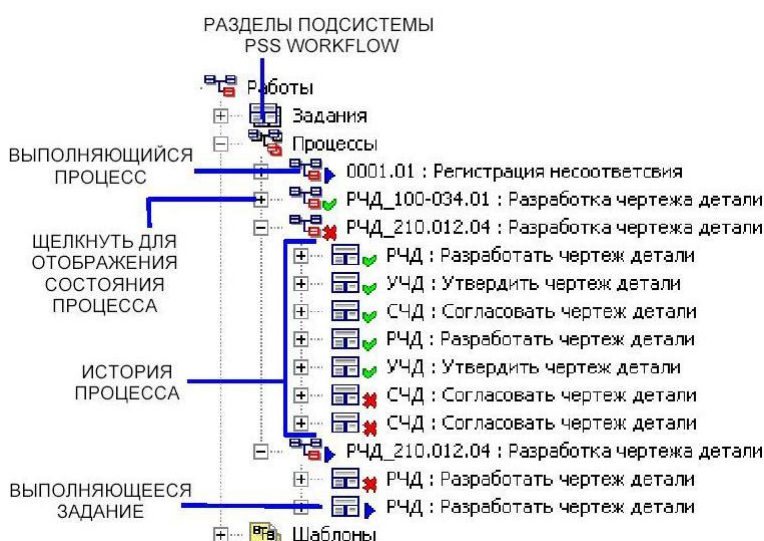 РАЗДЕЛЫ ПОДСИСТЕМЫ
PSS WORKFLOW
Работы
Задания
Процессы
ВЫПОЛНЯЮЩИЙСЯ
ПРОЦЕСС
0001.01 : Регистрация несоответсвия
РЧД_100-034.01 : Разработка чертежа детали
РЧД_210.012.04 : Разработка чертежа детали
ЩЕЛКНУТЬ ДЛЯ
ОТОБРАЖЕНИЯ
СОСТОЯНИЯ
ПРОЦЕССА
РЧД : Разработать чертеж детали
УЧД : Утвердить чертеж детали
СЧД : Согласовать чертеж детали
РЧД : Разработать чертеж детали
УЧД : Утвердить чертеж детали
СЧД : Согласовать чертеж детали
СЧД : Согласовать чертеж детали
ИСТОРИЯ
ПРОЦЕССА
РЧД_210.012.04 : Разработка чертежа детали
РЧД : Разработать чертеж детали
РЧД : Разработать чертеж детали
ВЫПОЛНЯЮЩЕЕСЯ
ЗАДАНИЕ
Шаблоны